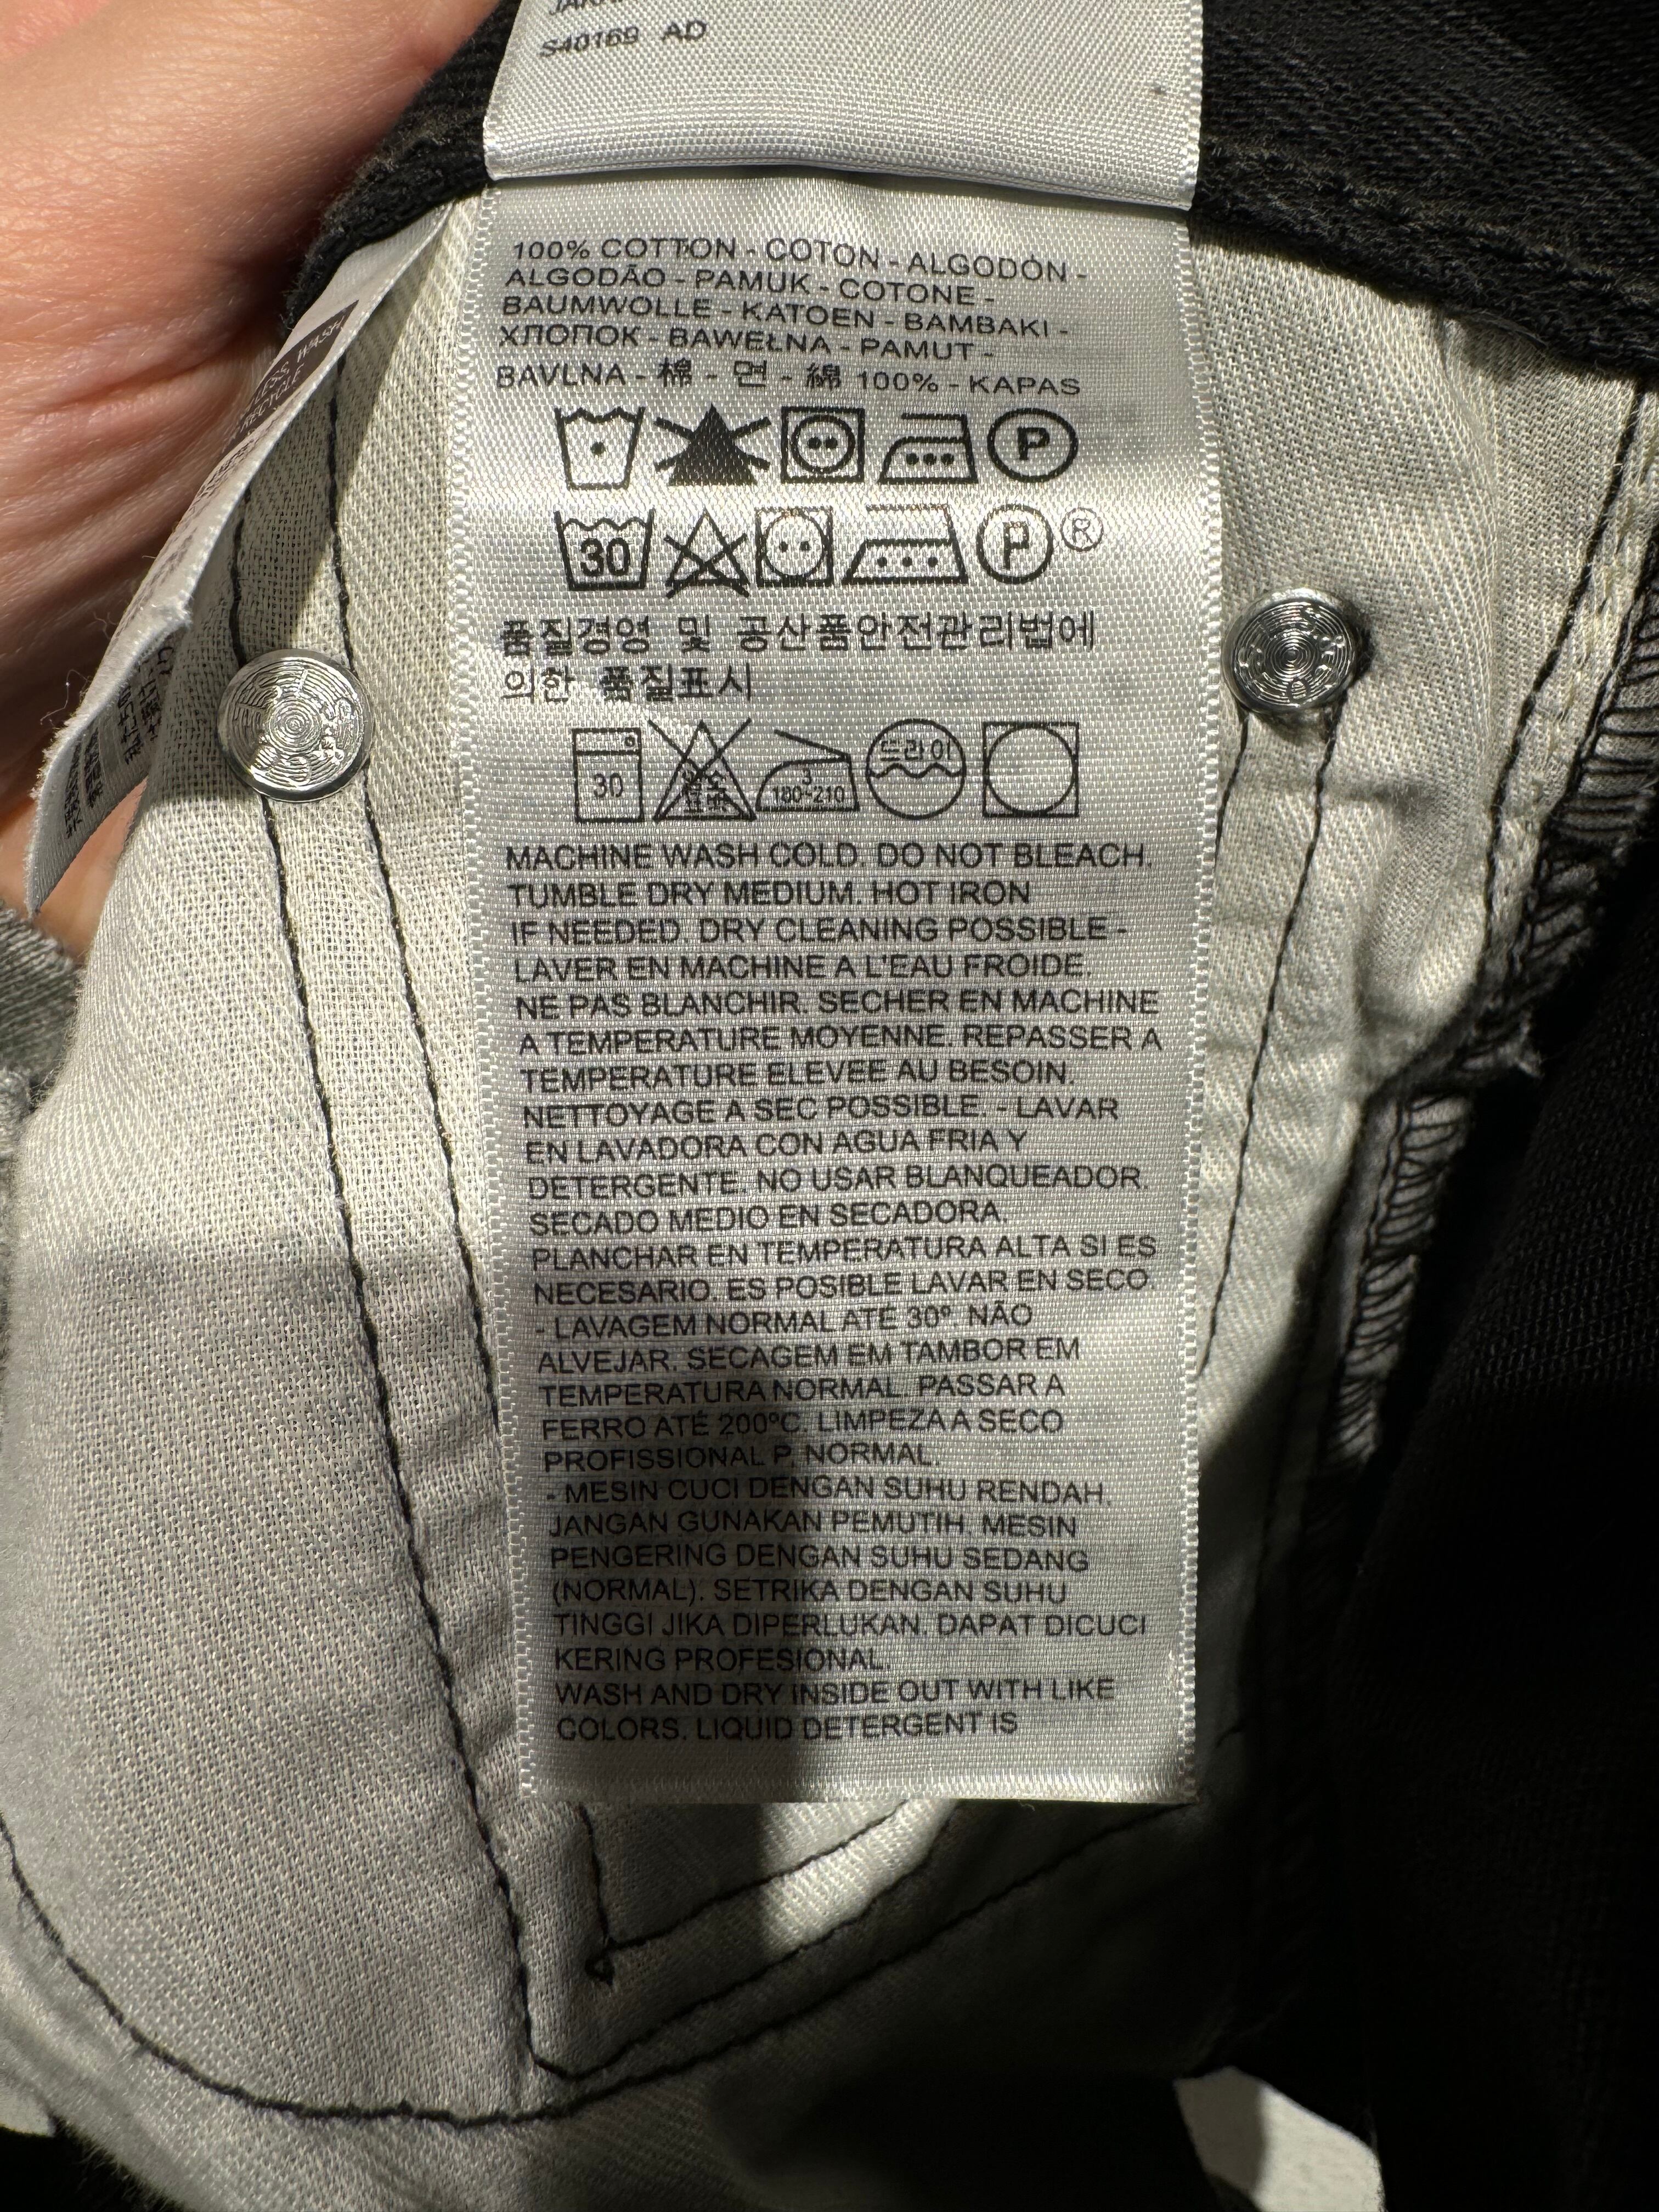 S40169 AD
100% COTTON - COTON - ALGODÓN -
ALGODÃO - PAMUK - COTONE -
BAUMWOLLE - KATOEN - BAMBAKI -
ХЛОПОК - BAWEŁNA - PAMUT -
BAVLNA - 棉 - 면 - 綿 100% - KAPAS
P
30 P ®
품질경영 및 공산품안전관리법에
의한 품질표시
30 3 180~210 드라이
MACHINE WASH COLD. DO NOT BLEACH.
TUMBLE DRY MEDIUM. HOT IRON
IF NEEDED. DRY CLEANING POSSIBLE -
LAVER EN MACHINE A L'EAU FROIDE.
NE PAS BLANCHIR. SECHER EN MACHINE
A TEMPERATURE MOYENNE. REPASSER A
TEMPERATURE ELEVEE AU BESOIN.
NETTOYAGE A SEC POSSIBLE. - LAVAR
EN LAVADORA CON AGUA FRIA Y
DETERGENTE. NO USAR BLANQUEADOR.
SECADO MEDIO EN SECADORA.
PLANCHAR EN TEMPERATURA ALTA SI ES
NECESARIO. ES POSIBLE LAVAR EN SECO.
- LAVAGEM NORMAL ATÉ 30º. NÃO
ALVEJAR. SECAGEM EM TAMBOR EM
TEMPERATURA NORMAL. PASSAR A
FERRO ATÉ 200ºC. LIMPEZA A SECO
PROFISSIONAL P. NORMAL.
- MESIN CUCI DENGAN SUHU RENDAH.
JANGAN GUNAKAN PEMUTIH. MESIN
PENGERING DENGAN SUHU SEDANG
(NORMAL). SETRIKA DENGAN SUHU
TINGGI JIKA DIPERLUKAN. DAPAT DICUCI
KERING PROFESIONAL.
WASH AND DRY INSIDE OUT WITH LIKE
COLORS. LIQUID DETERGENT IS
WASH
RECYCLE